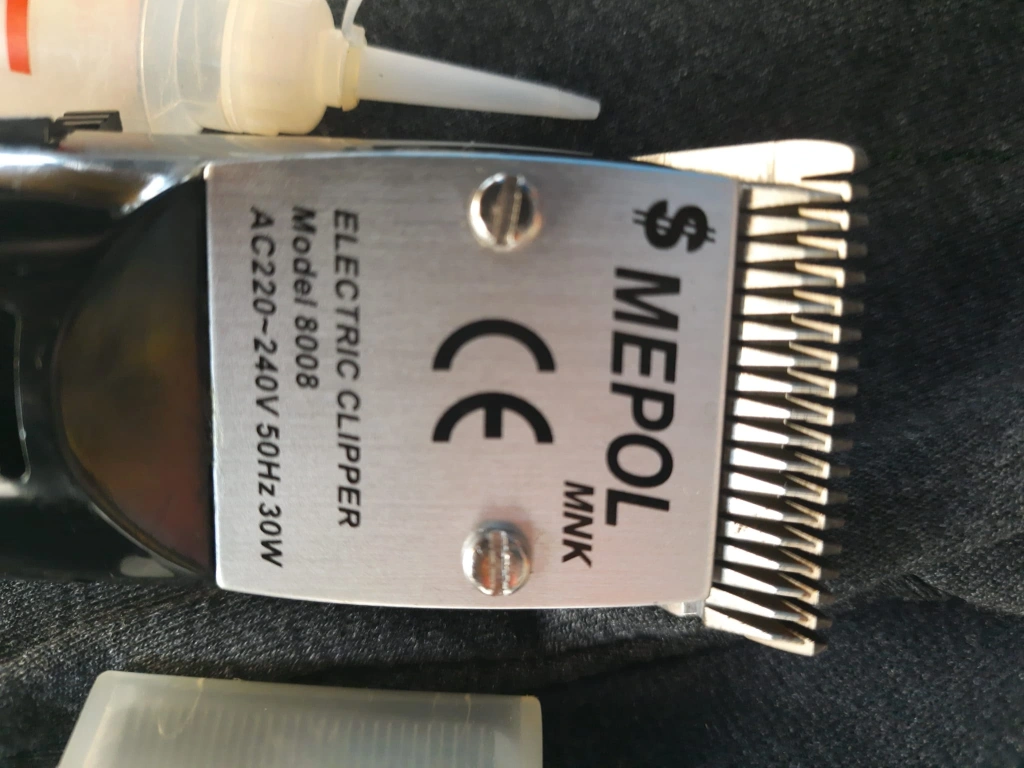 $ MEPOL
MNK
CE
ELECTRIC CLIPPER
Model 8008
AC220~240V 50Hz 30W